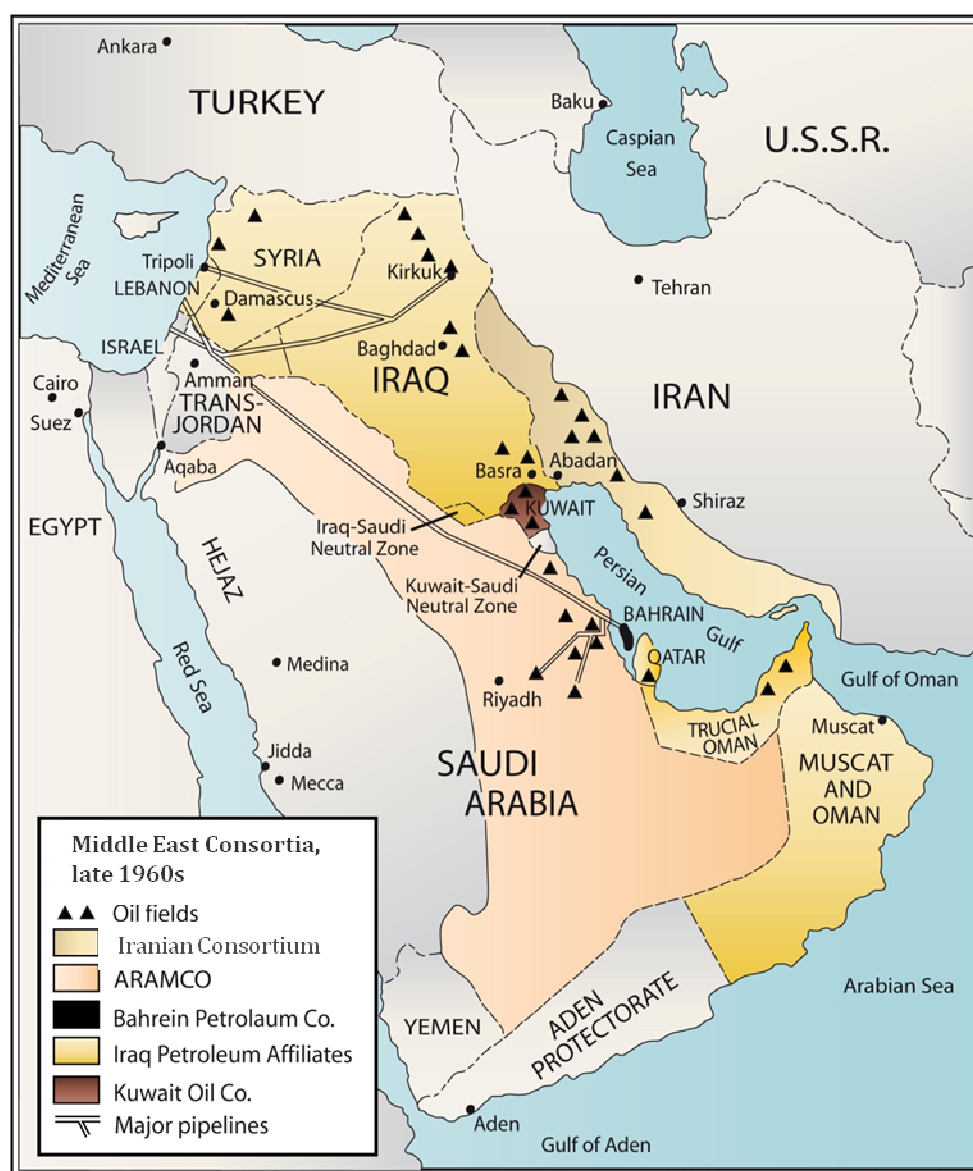 Ankara
TURKEY
Baku
Caspian
Sea
U.S.S.R.
Mediterranean
Sea
Tripoli
SYRIA
Kirkuk
LEBANON
Damascus
Tehran
ISRAEL
Baghdad
IRAQ
IRAN
Cairo
Suez
Amman
TRANS-
JORDAN
Aqaba
Basra
Abadan
Shiraz
KUWAIT
EGYPT
Iraq-Saudi
Neutral Zone
HEJAZ
Persian
Gulf
Kuwait-Saudi
Neutral Zone
BAHRAIN
QATAR
Red Sea
Medina
Riyadh
Gulf of Oman
TRUCIAL
OMAN
Muscat
Jidda
Mecca
SAUDI
ARABIA
MUSCAT
AND
OMAN
Middle East Consortia,
late 1960s
Oil fields
Iranian Consortium
ARAMCO
Bahrein Petrolaum Co.
Iraq Petroleum Affiliates
Kuwait Oil Co.
Major pipelines
YEMEN
ADEN
PROTECTORATE
Arabian Sea
Aden
Gulf of Aden